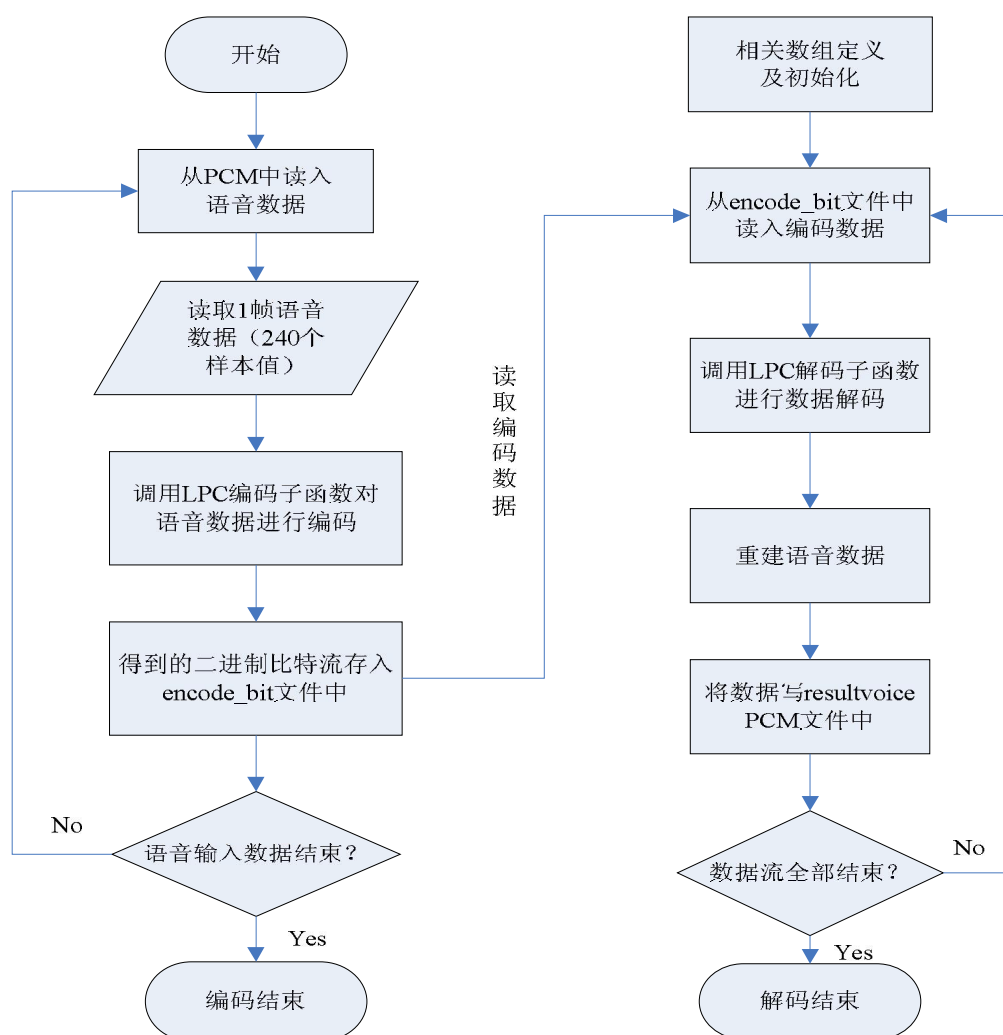 开始
从PCM中读入
语音数据
读取1帧语音
数据（240个
样本值）
调用LPC编码子函数对
语音数据进行编码
得到的二进制比特流存入
encode_bit文件中
No
语音输入数据结束？
Yes
编码结束
读
取
编
码
数
据
相关数组定义
及初始化
从encode_bit文件中
读入编码数据
调用LPC解码子函数
进行数据解码
重建语音数据
将数据写resultvoice
PCM文件中
No
数据流全部结束？
Yes
解码结束